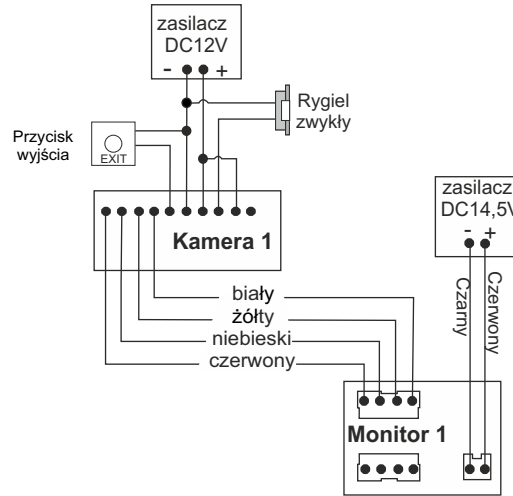 zasilacz
DC12V
- +
Rygiel
zwykły
Przycisk
wyjścia
EXIT
Kamera 1
zasilacz
DC14,5V
- +
Czarny
Czerwony
biały
żółty
niebieski
czerwony
Monitor 1